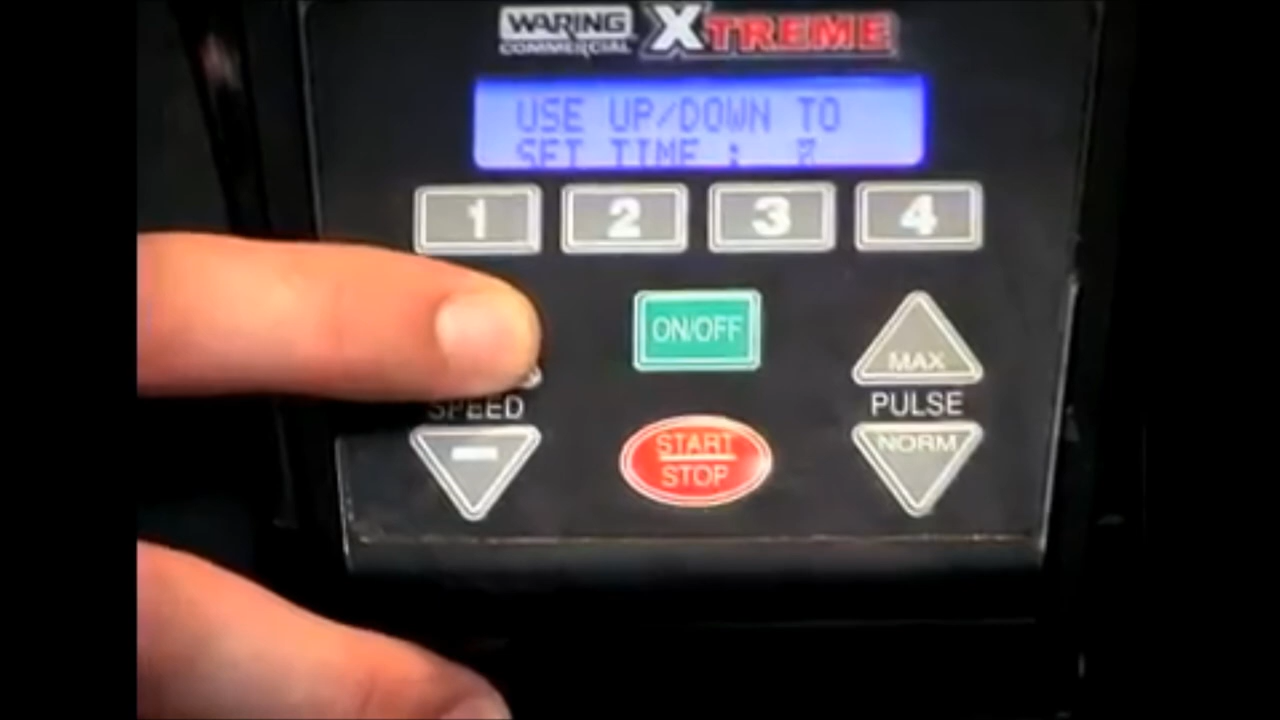 WARING
COMMERCIAL
XTREME
USE UP/DOWN TO
SET TIME :
1 2 3 4
ON/OFF
MAX
SPEED
PULSE
NORM
START
STOP